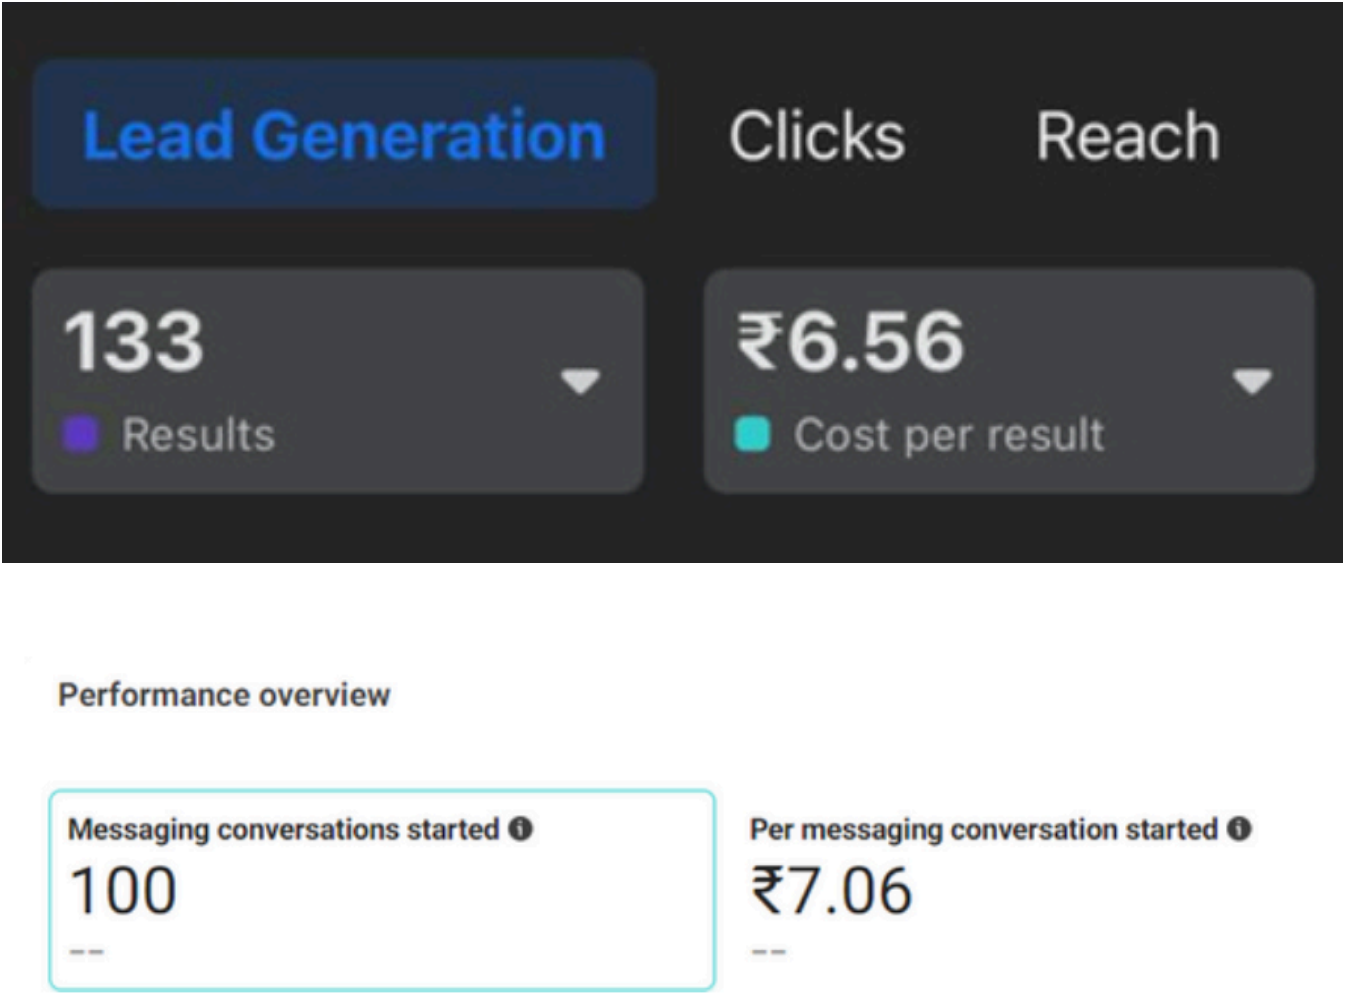 Lead Generation Clicks Reach
133 ₹6.56
Results Cost per result
Performance overview
Messaging conversations started Per messaging conversation started
100 ₹7.06
-- --